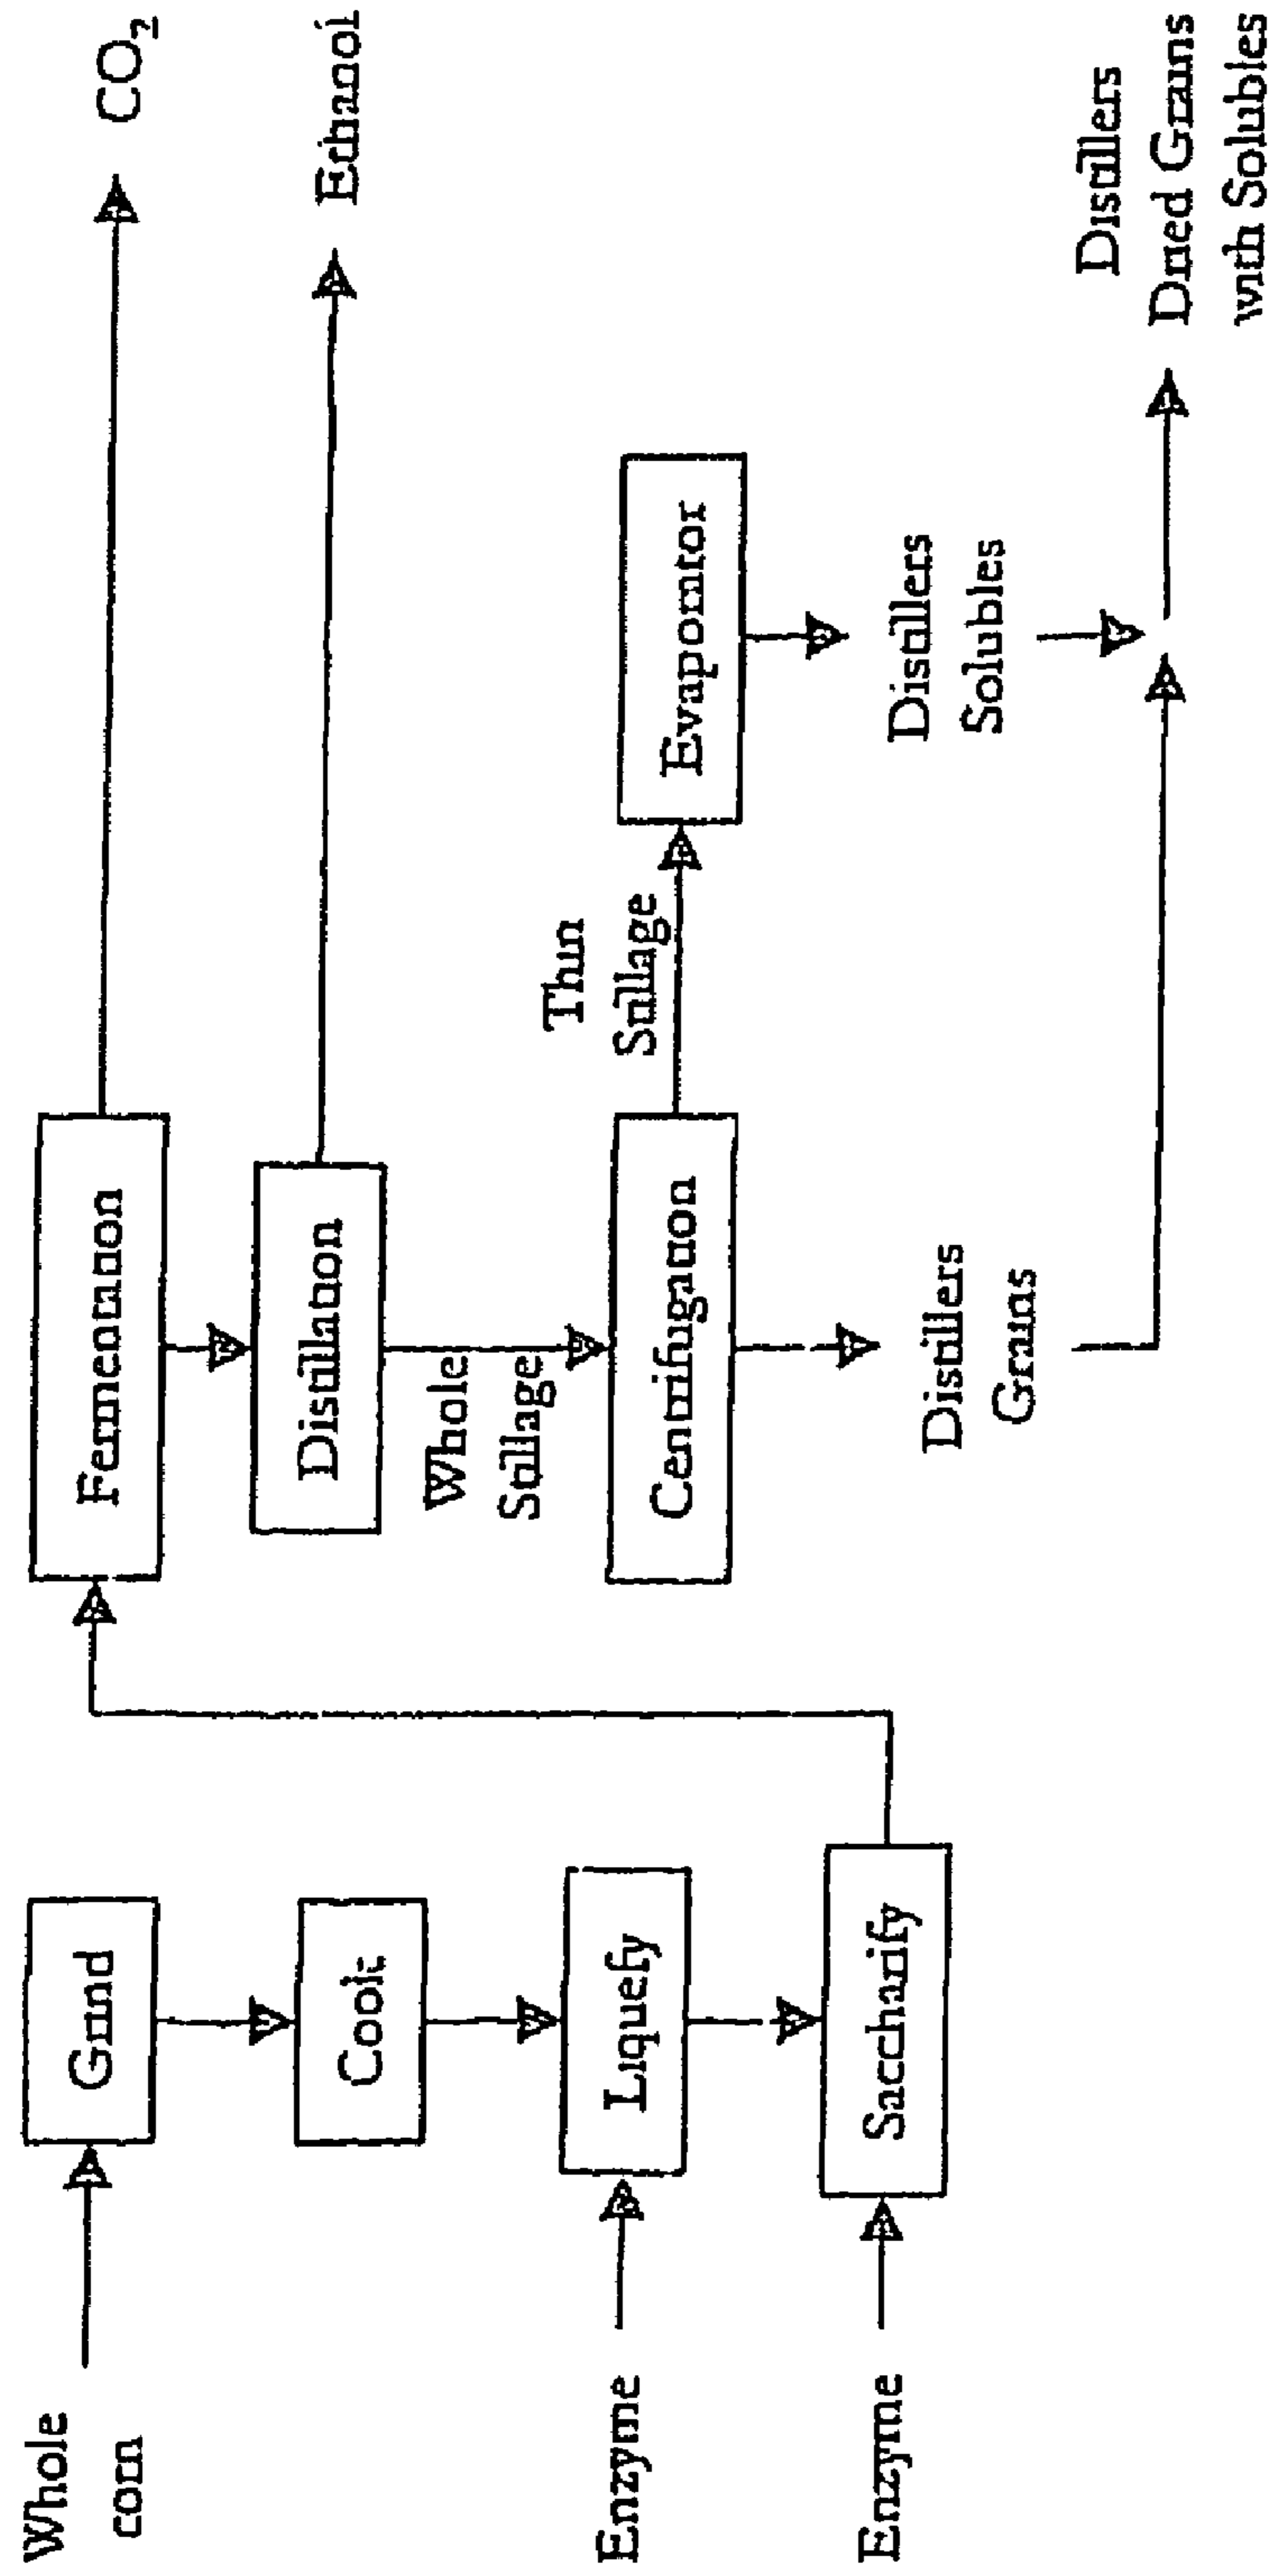 Whole
corn
Grind
Cook
Enzyme
Liquefy
Enzyme
Saccharify
Fermentation
CO₂
Distillation
Ethanol
Whole
Stillage
Centrifugation
Thin
Stillage
Evaporator
Distillers
Solubles
Distillers
Grains
Distillers
Dried Grains
with Solubles